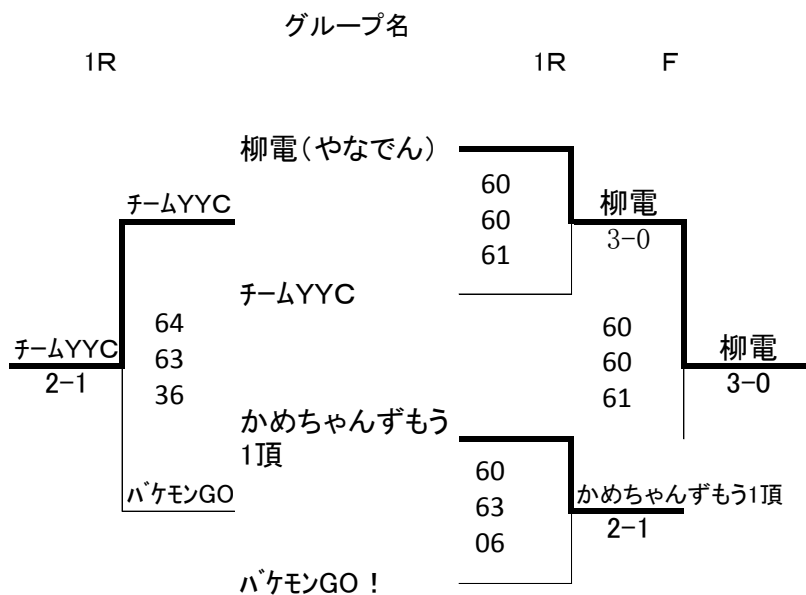 グループ名
1R
1R
F
柳電（やなでん）
60
60
61
柳電
3-0
ﾁｰﾑYYC
チームYYC
ﾁｰﾑYYC
2-1
64
63
36
60
60
61
柳電
3-0
かめちゃんずもう
1頂
60
63
06
かめちゃんずもう1頂
2-1
ﾊﾞｹﾓﾝGO
ﾊﾞｹﾓﾝGO！